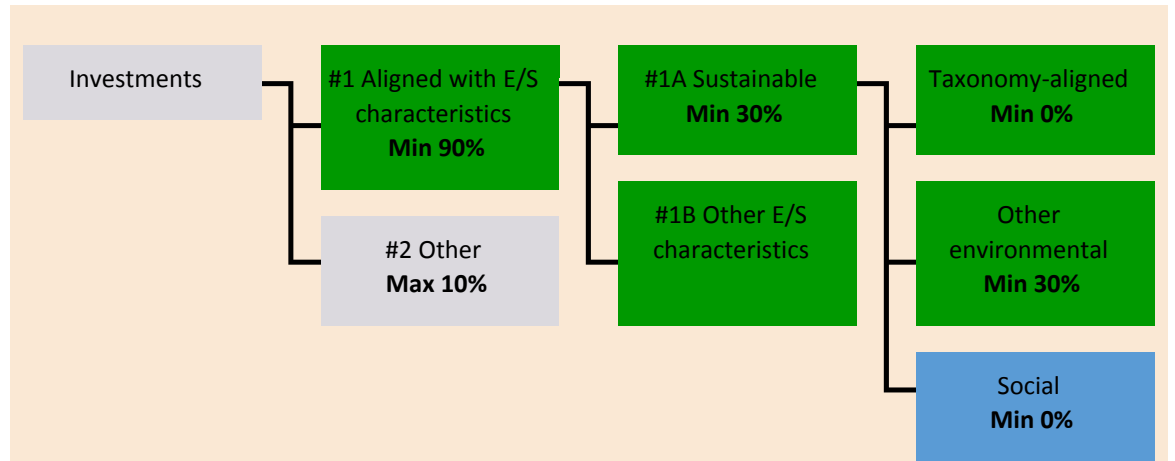 Investments
#1 Aligned with E/S
characteristics
Min 90%
#2 Other
Max 10%
#1A Sustainable
Min 30%
#1B Other E/S
characteristics
Taxonomy-aligned
Min 0%
Other
environmental
Min 30%
Social
Min 0%